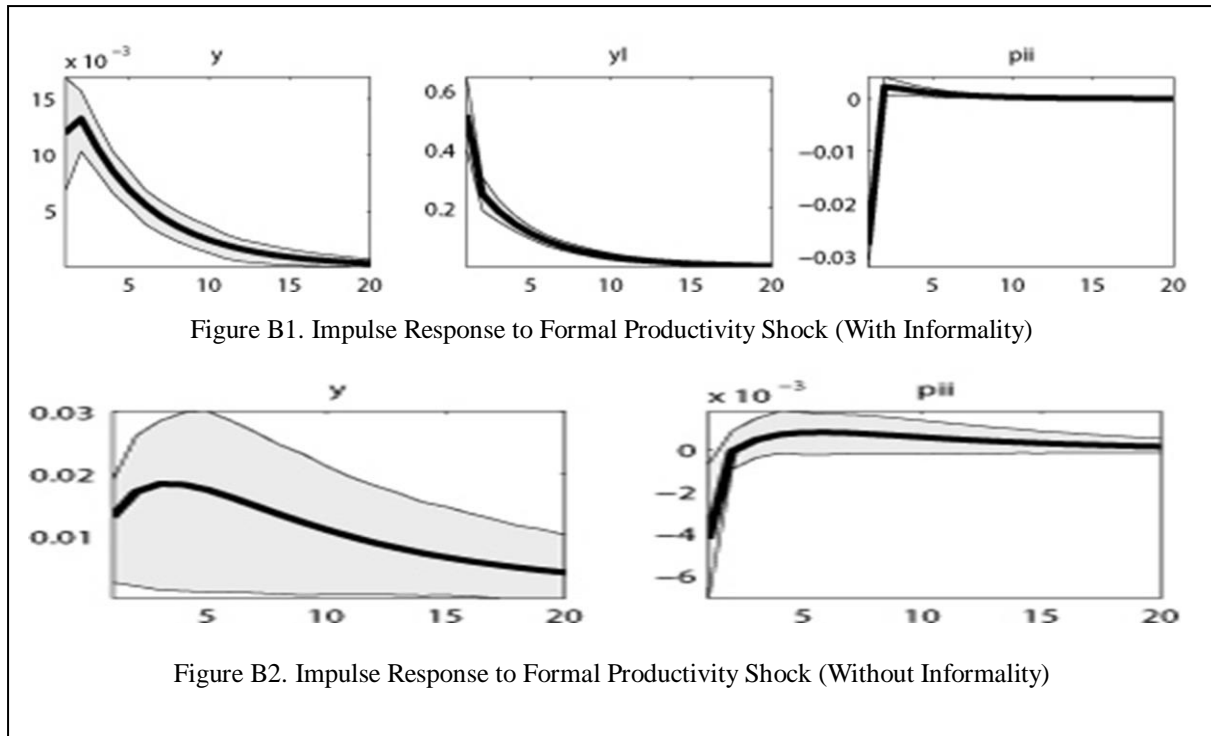 x 10 −3 y yI pii
15
10
5
5 10 15 20
0.6
0.4
0.2
5 10 15 20
0
−0.01
−0.02
−0.03
5 10 15 20
Figure B1. Impulse Response to Formal Productivity Shock (With Informality)
y x 10 −3 pii
0.03
0.02
0.01
5 10 15 20
0
−2
−4
−6
5 10 15 20
Figure B2. Impulse Response to Formal Productivity Shock (Without Informality)